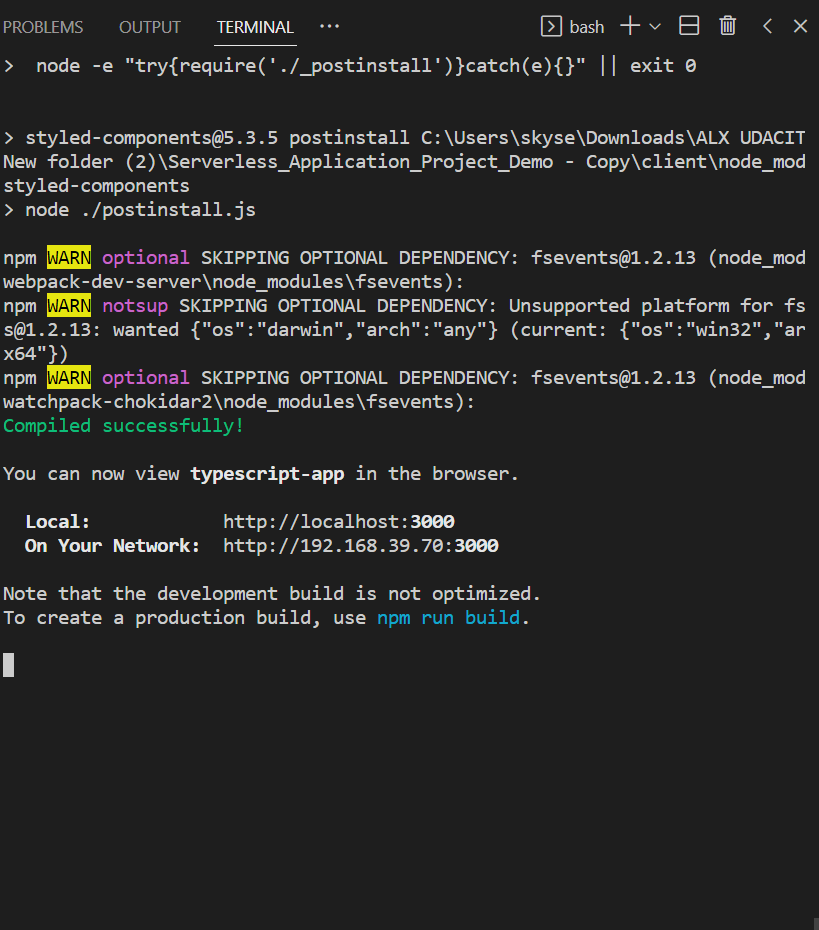 PROBLEMS OUTPUT TERMINAL ··· bash
> node -e "try{require('./_postinstall')}catch(e){}" || exit 0
> styled-components@5.3.5 postinstall C:\Users\skyse\Downloads\ALX UDACIT
New folder (2)\Serverless_Application_Project_Demo - Copy\client\node_mod
styled-components
> node ./postinstall.js
npm WARN optional SKIPPING OPTIONAL DEPENDENCY: fsevents@1.2.13 (node_mod
webpack-dev-server\node_modules\fsevents):
npm WARN notsup SKIPPING OPTIONAL DEPENDENCY: Unsupported platform for fs
s@1.2.13: wanted {"os":"darwin","arch":"any"} (current: {"os":"win32","ar
x64"})
npm WARN optional SKIPPING OPTIONAL DEPENDENCY: fsevents@1.2.13 (node_mod
watchpack-chokidar2\node_modules\fsevents):
Compiled successfully!
You can now view typescript-app in the browser.
Local: http://localhost:3000
On Your Network: http://192.168.39.70:3000
Note that the development build is not optimized.
To create a production build, use npm run build.